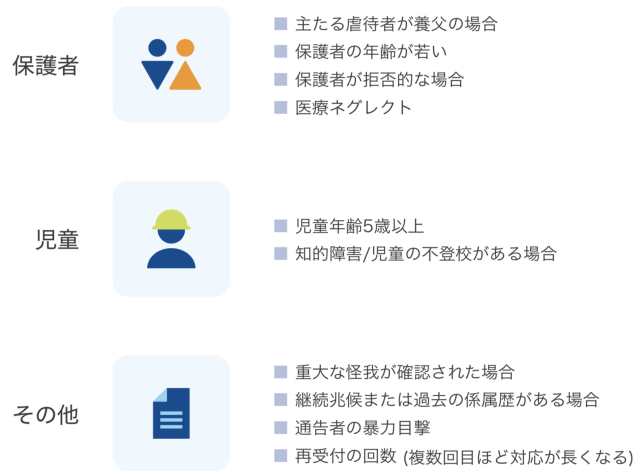 保護者
主たる虐待者が養父の場合
保護者の年齢が若い
保護者が拒否的な場合
医療ネグレクト
児童
児童年齢5歳以上
知的障害/児童の不登校がある場合
その他
重大な怪我が確認された場合
継続兆候または過去の係属歴がある場合
通告者の暴力目撃
再受付の回数 (複数回目ほど対応が長くなる)